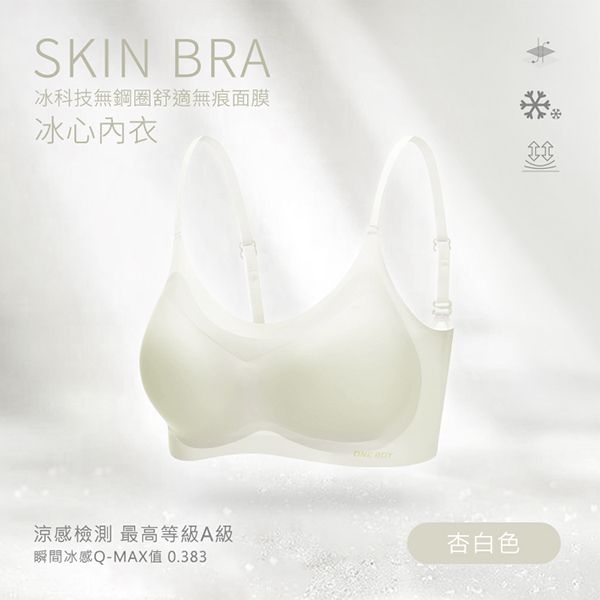 SKIN BRA
冰科技無鋼圈舒適無痕面膜
冰心內衣
ONE BOY
涼感檢測 最高等級A級
瞬間冰感Q-MAX值 0.383
杏白色